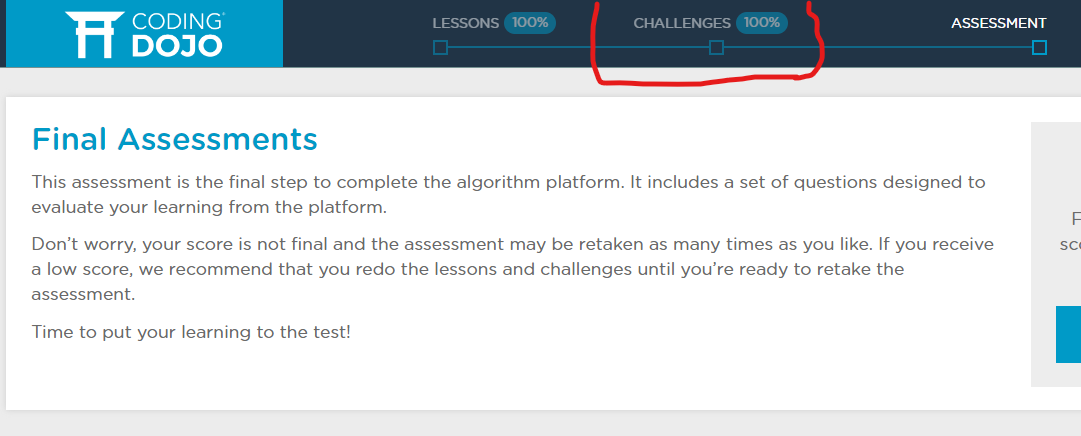 CODING
DOJO
LESSONS 100%
CHALLENGES 100%
ASSESSMENT
Final Assessments
This assessment is the final step to complete the algorithm platform. It includes a set of questions designed to
evaluate your learning from the platform.
Don’t worry, your score is not final and the assessment may be retaken as many times as you like. If you receive
a low score, we recommend that you redo the lessons and challenges until you’re ready to retake the
assessment.
Time to put your learning to the test!